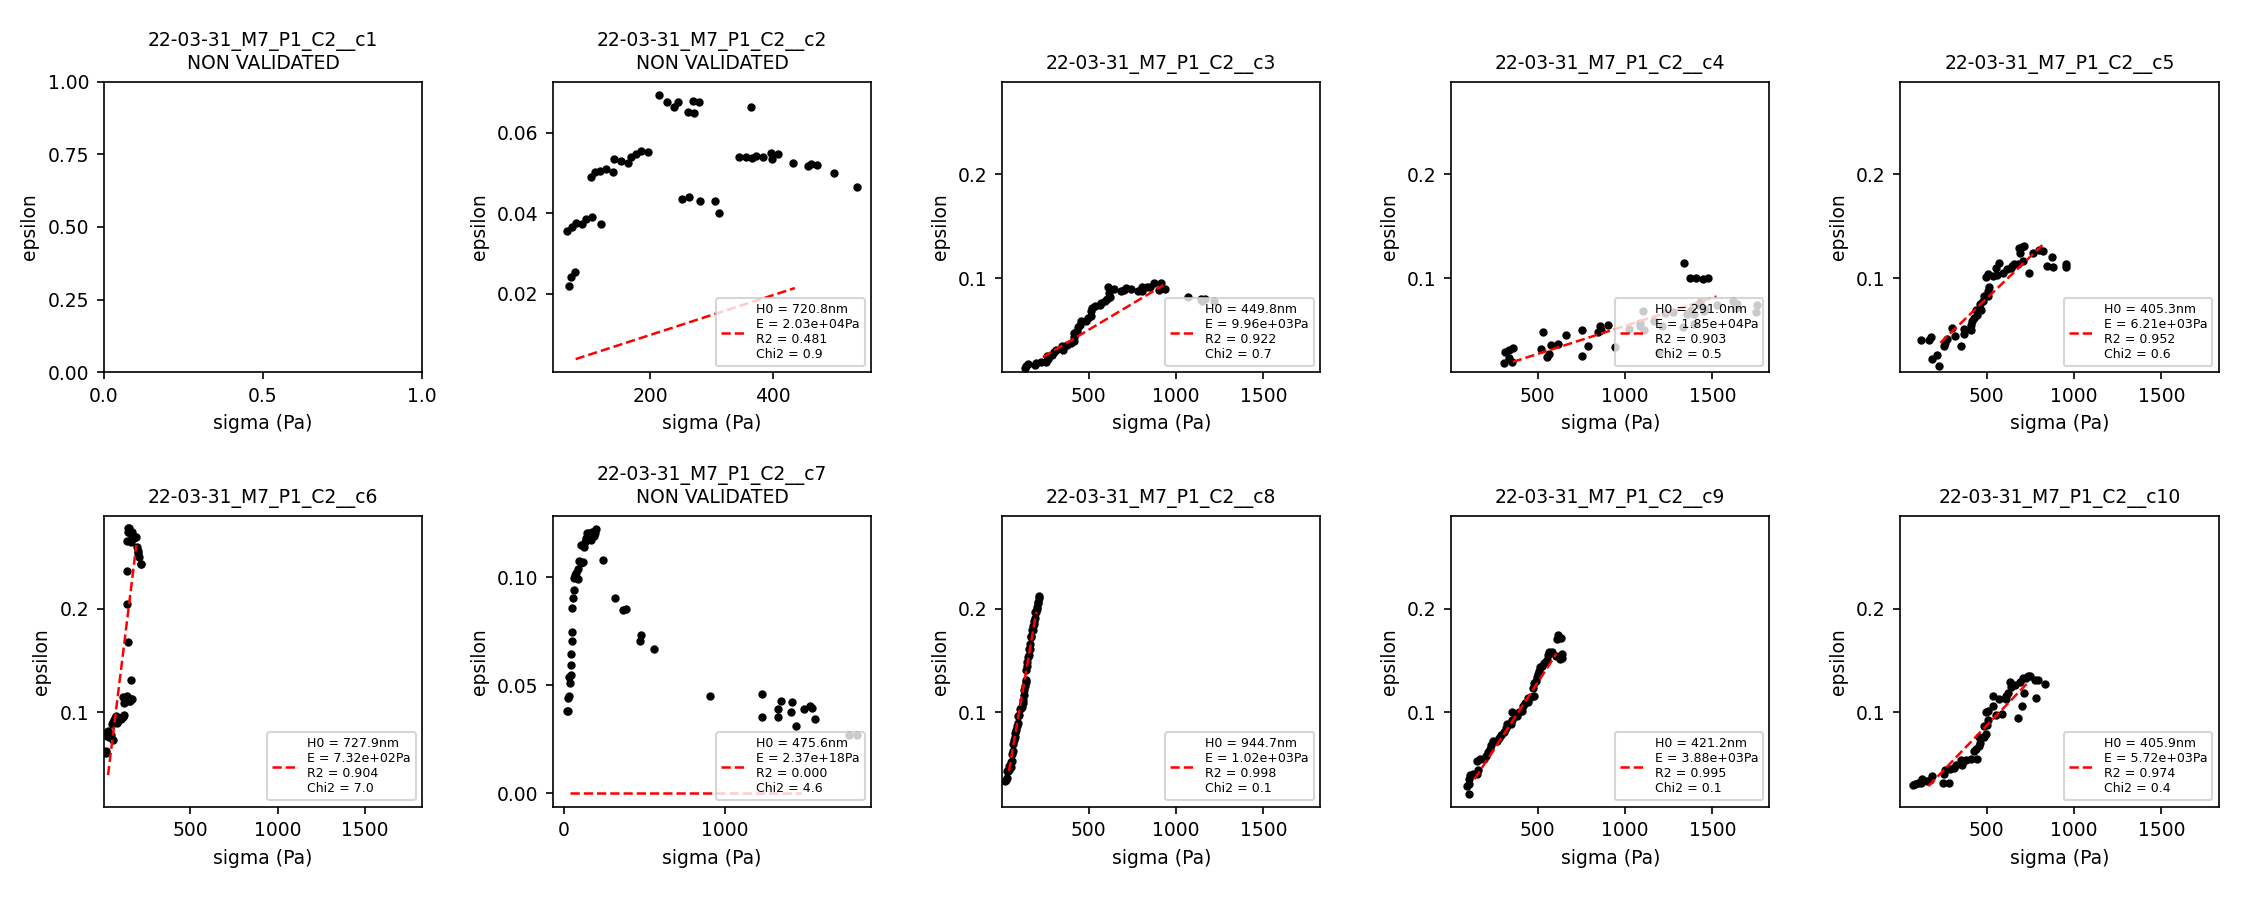 22-03-31_M7_P1_C2__c1
NON VALIDATED
1.00
0.75
0.50
0.25
0.00
epsilon
0.0
0.5
1.0
sigma (Pa)
22-03-31_M7_P1_C2__c2
NON VALIDATED
0.06
0.04
0.02
epsilon
H0 = 720.8nm
E = 2.03e+04Pa
R2 = 0.481
Chi2 = 0.9
200
400
sigma (Pa)
22-03-31_M7_P1_C2__c3
0.2
0.1
epsilon
H0 = 449.8nm
E = 9.96e+03Pa
R2 = 0.922
Chi2 = 0.7
500
1000
1500
sigma (Pa)
22-03-31_M7_P1_C2__c4
0.2
0.1
epsilon
H0 = 291.0nm
E = 1.85e+04Pa
R2 = 0.903
Chi2 = 0.5
500
1000
1500
sigma (Pa)
22-03-31_M7_P1_C2__c5
0.2
0.1
epsilon
H0 = 405.3nm
E = 6.21e+03Pa
R2 = 0.952
Chi2 = 0.6
500
1000
1500
sigma (Pa)
22-03-31_M7_P1_C2__c6
0.2
0.1
epsilon
H0 = 727.9nm
E = 7.32e+02Pa
R2 = 0.904
Chi2 = 7.0
500
1000
1500
sigma (Pa)
22-03-31_M7_P1_C2__c7
NON VALIDATED
0.10
0.05
0.00
epsilon
H0 = 475.6nm
E = 2.37e+18Pa
R2 = 0.000
Chi2 = 4.6
0
1000
sigma (Pa)
22-03-31_M7_P1_C2__c8
0.2
0.1
epsilon
H0 = 944.7nm
E = 1.02e+03Pa
R2 = 0.998
Chi2 = 0.1
500
1000
1500
sigma (Pa)
22-03-31_M7_P1_C2__c9
0.2
0.1
epsilon
H0 = 421.2nm
E = 3.88e+03Pa
R2 = 0.995
Chi2 = 0.1
500
1000
1500
sigma (Pa)
22-03-31_M7_P1_C2__c10
0.2
0.1
epsilon
H0 = 405.9nm
E = 5.72e+03Pa
R2 = 0.974
Chi2 = 0.4
500
1000
1500
sigma (Pa)